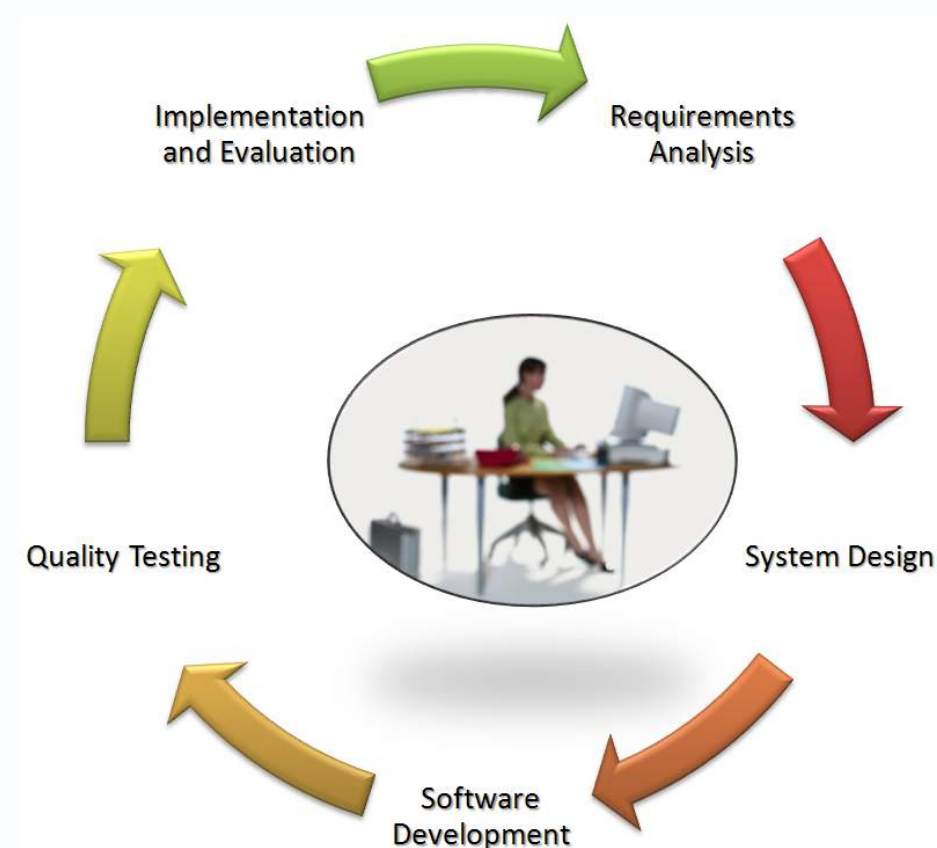 Implementation
and Evaluation
Requirements
Analysis
Quality Testing
System Design
Software
Development